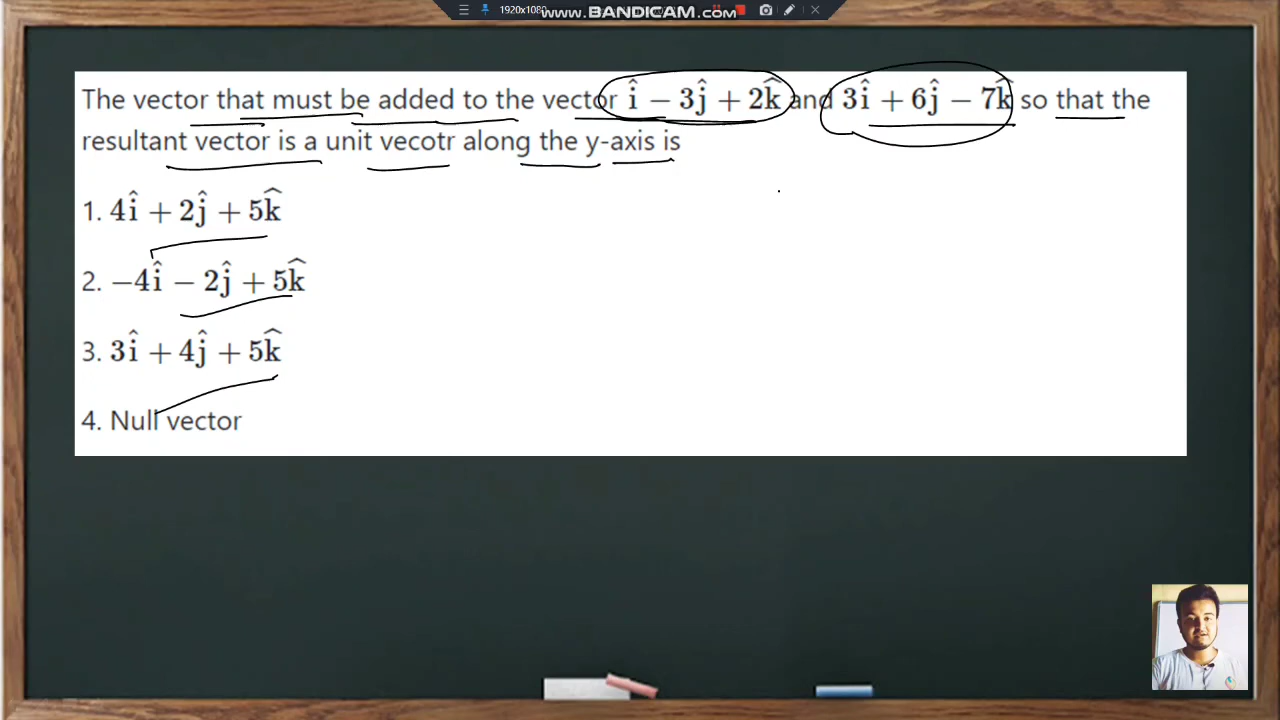 1920x1080
www.BANDICAM.com
The vector that must be added to the vector î − 3ĵ + 2k̂ and 3î + 6ĵ − 7k̂ so that the
resultant vector is a unit vecotr along the y-axis is
1. 4î + 2ĵ + 5k̂
2. −4î − 2ĵ + 5k̂
3. 3î + 4ĵ + 5k̂
4. Null vector